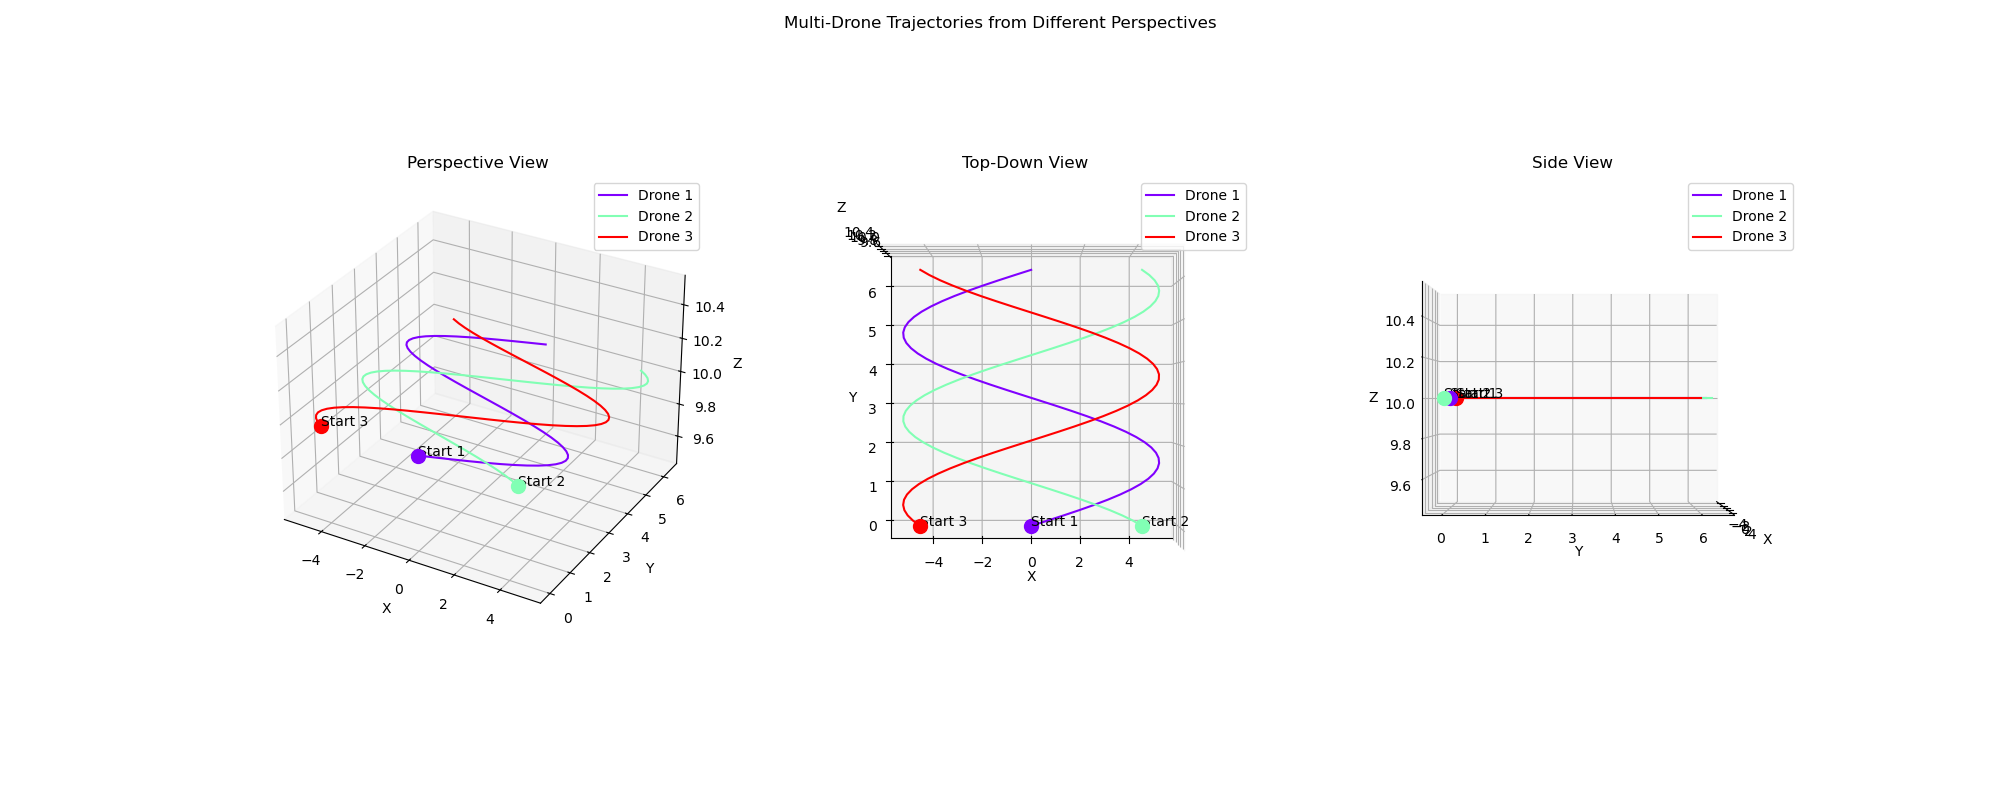 Multi-Drone Trajectories from Different Perspectives
Perspective View
Drone 1
Drone 2
Drone 3
10.4
10.2
10.0
9.8
9.6
Z
Start 3
Start 1
Start 2
−4
−2
0
2
4
X
0
1
2
3
4
5
6
Y
Top-Down View
Drone 1
Drone 2
Drone 3
Z
6
5
4
3
2
1
0
Y
Start 3
Start 1
Start 2
−4
−2
0
2
4
X
Side View
Drone 1
Drone 2
Drone 3
10.4
10.2
10.0
9.8
9.6
Z
0
1
2
3
4
5
6
Y
X